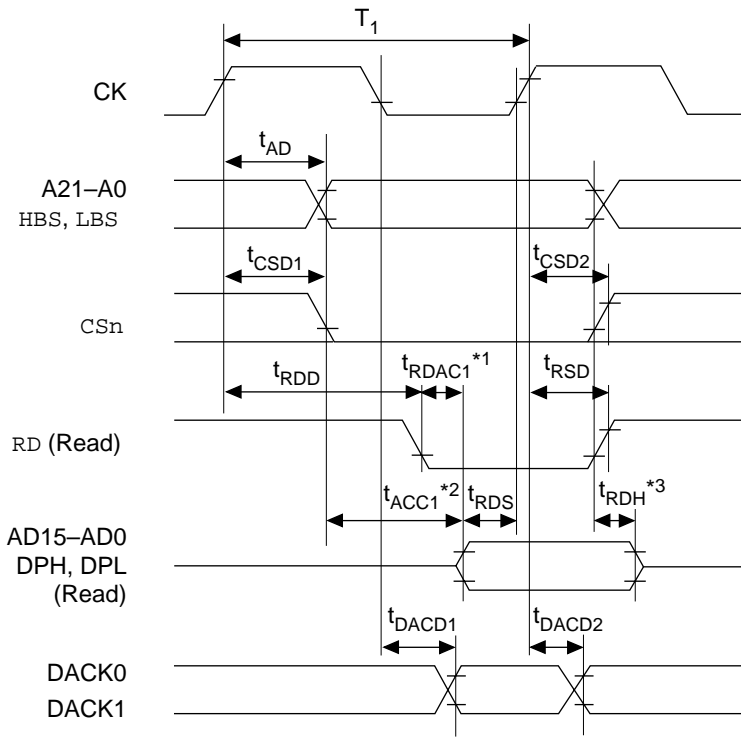 T1
CK
tAD
A21–A0
HBS, LBS
tCSD1
tCSD2
CSn
tRDD
tRDAC1*1
tRSD
RD (Read)
tACC1*2
tRDS
tRDH*3
AD15–AD0
DPH, DPL
(Read)
tDACD1
tDACD2
DACK0
DACK1